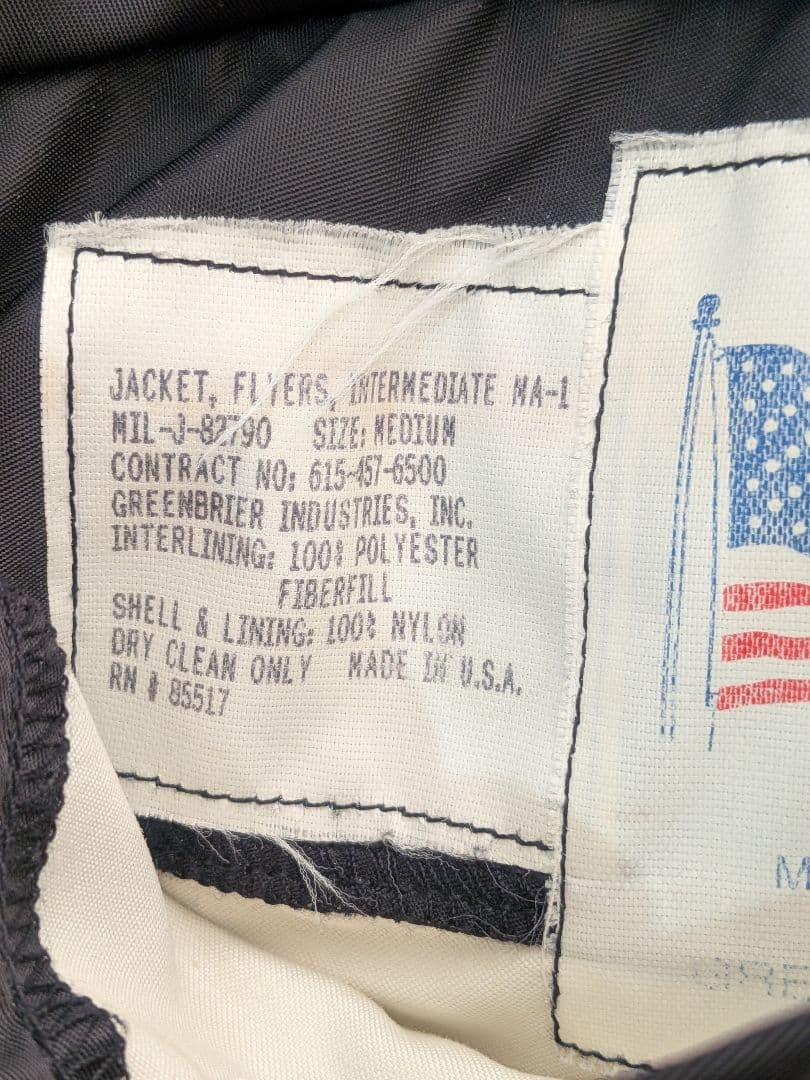 JACKET, FLYERS, INTERMEDIATE MA-1
MIL-J-82790 SIZE: MEDIUM
CONTRACT NO: 615-457-6500
GREENBRIER INDUSTRIES, INC.
INTERLINING: 100% POLYESTER
FIBERFILL
SHELL & LINING: 100% NYLON
DRY CLEAN ONLY MADE IN U.S.A.
RN # 85517
M
GRE